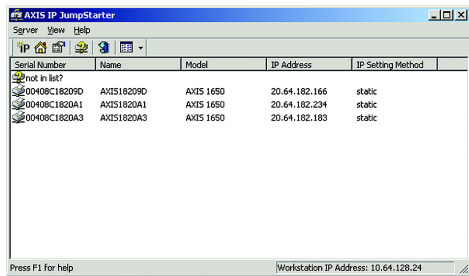 AXIS IP JumpStarter
Server View Help
IP
Serial Number Name Model IP Address IP Setting Method
not in list?
00408C18209D AXIS18209D AXIS 1650 20.64.182.166 static
00408C1820A1 AXIS1820A1 AXIS 1650 20.64.182.234 static
00408C1820A3 AXIS1820A3 AXIS 1650 20.64.182.183 static
Press F1 for help Workstation IP Address: 10.64.128.24